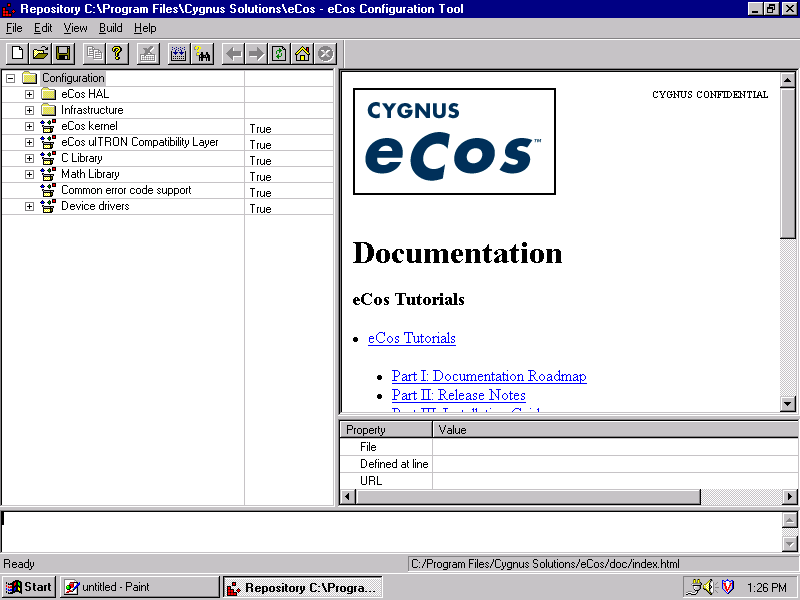 Repository C:\Program Files\Cygnus Solutions\eCos - eCos Configuration Tool
File Edit View Build Help
Configuration
eCos HAL
Infrastructure
eCos kernel True
eCos uITRON Compatibility Layer True
C Library True
Math Library True
Common error code support True
Device drivers True
CYGNUS CONFIDENTIAL
CYGNUS
eCos™
Documentation
eCos Tutorials
• eCos Tutorials
• Part I: Documentation Roadmap
• Part II: Release Notes
Property Value
File
Defined at line
URL
Ready C:/Program Files/Cygnus Solutions/eCos/doc/index.html
Start untitled - Paint Repository C:\Progra... 1:26 PM